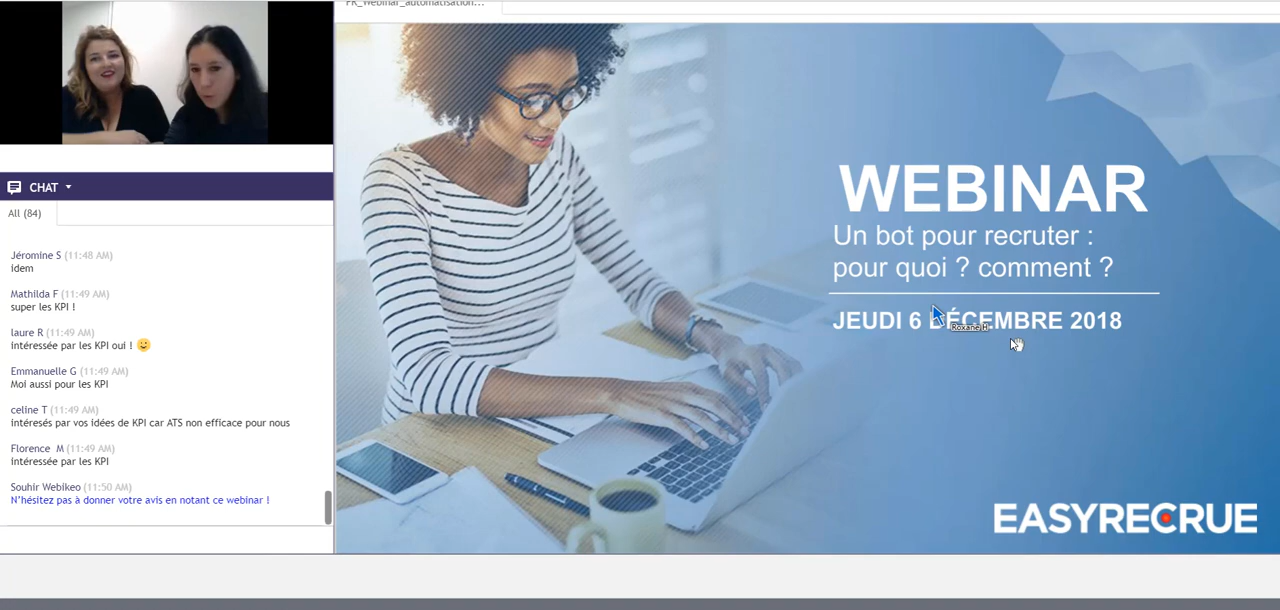 FR_Webinar_automatisation...
CHAT
All (84)
Jéromine S (11:48 AM)
idem
Mathilda F (11:49 AM)
super les KPI !
laure R (11:49 AM)
intéressée par les KPI oui !
Emmanuelle G (11:49 AM)
Moi aussi pour les KPI
celine T (11:49 AM)
intéresés par vos idées de KPI car ATS non efficace pour nous
Florence M (11:49 AM)
intéressée par les KPI
Souhir Webikeo (11:50 AM)
N'hésitez pas à donner votre avis en notant ce webinar !
WEBINAR
Un bot pour recruter :
pour quoi ? comment ?
JEUDI 6 DÉCEMBRE 2018
Roxane H
EASYRECRUE